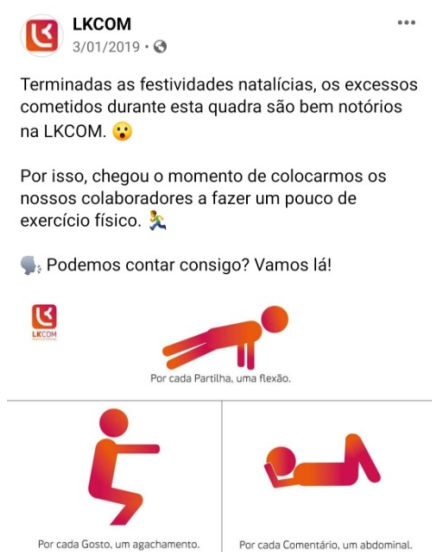 LKCOM
3/01/2019 •
Terminadas as festividades natalícias, os excessos
cometidos durante esta quadra são bem notórios
na LKCOM. 😮
Por isso, chegou o momento de colocarmos os
nossos colaboradores a fazer um pouco de
exercício físico. 🏃‍♂️
🗣️ Podemos contar consigo? Vamos lá!
LKCOM
Por cada Partilha, uma flexão.
Por cada Gosto, um agachamento.
Por cada Comentário, um abdominal.